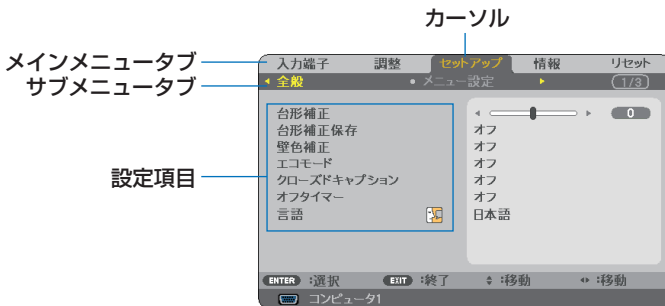 カーソル
メインメニュータブ
サブメニュータブ
設定項目
入力端子 調整 セットアップ 情報 リセット
全般 メニュー設定 1/3
台形補正 0
台形補正保存 オフ
壁色補正 オフ
エコモード オフ
クローズドキャプション オフ
オフタイマー オフ
言語 日本語
ENTER :選択 EXIT :終了 :移動 :移動
コンピュータ1